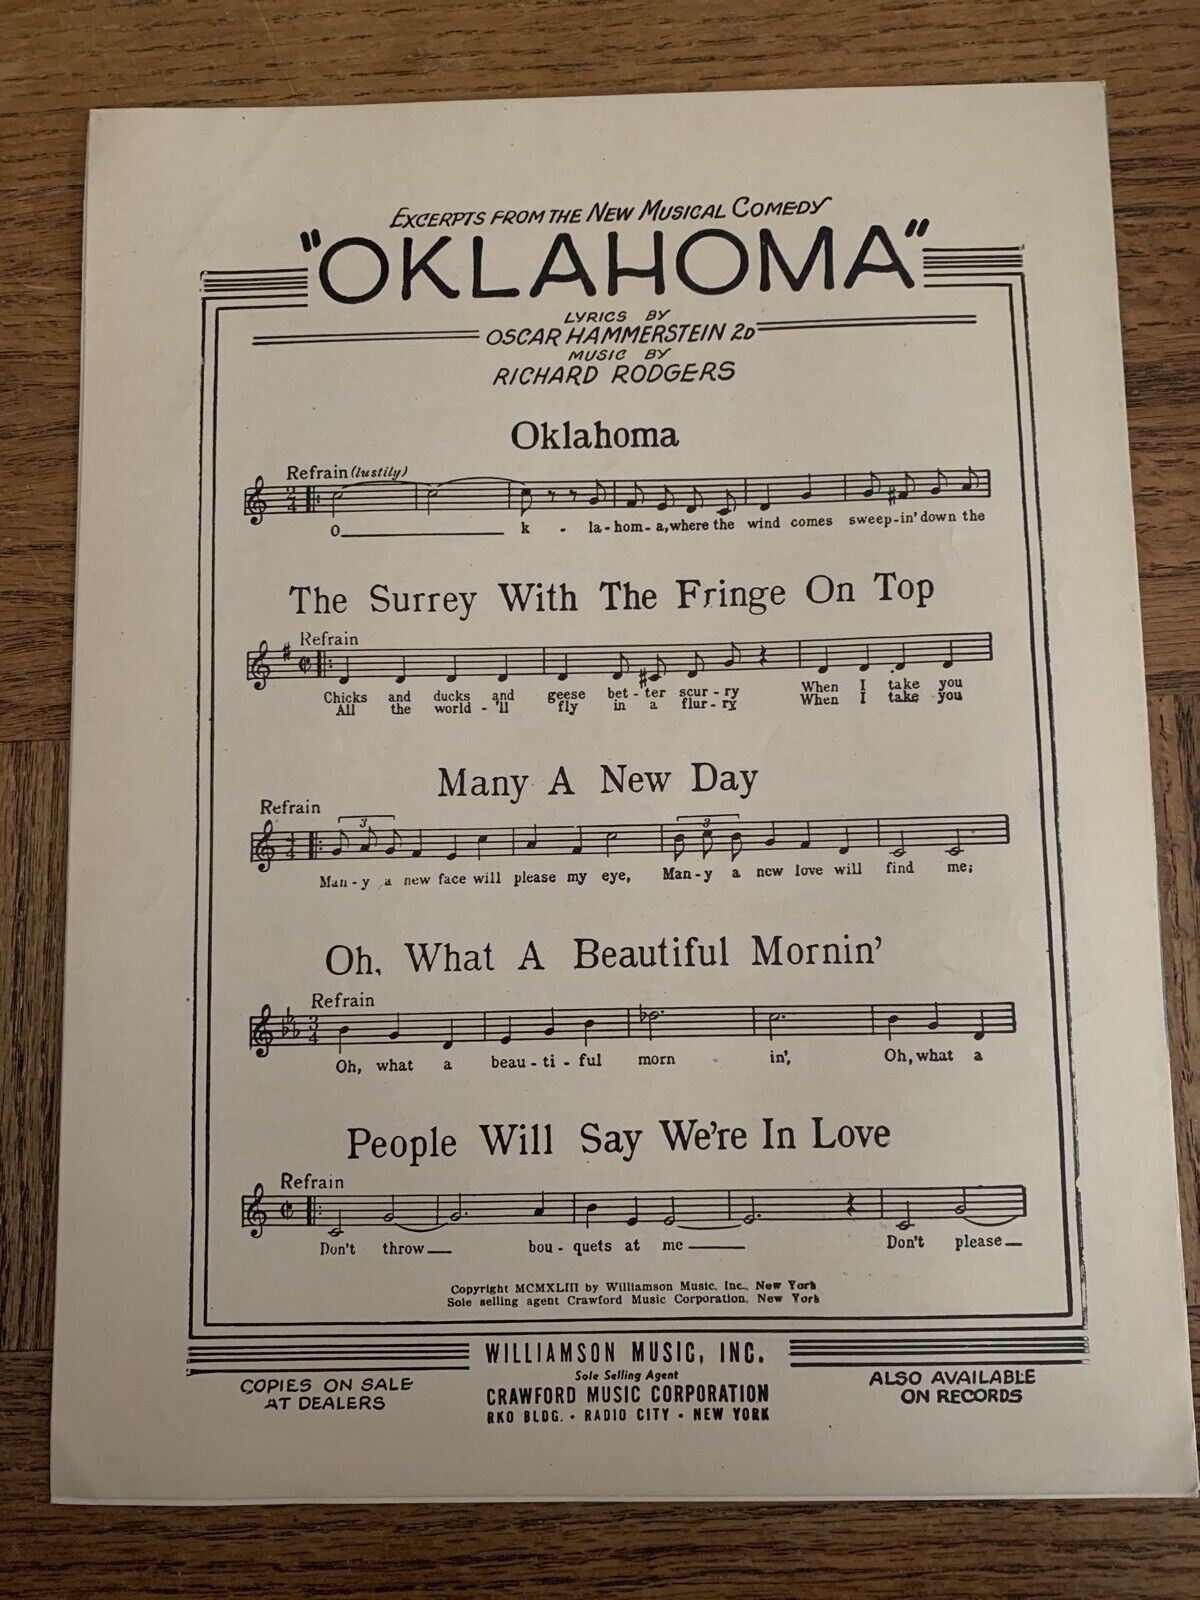 EXCERPTS FROM THE NEW MUSICAL COMEDY
"OKLAHOMA"
LYRICS BY
OSCAR HAMMERSTEIN 2D
MUSIC BY
RICHARD RODGERS
Oklahoma
Refrain (lustily)
O____ k - la-hom-a, where the wind comes sweep-in' down the
The Surrey With The Fringe On Top
Refrain
Chicks and ducks and geese bet-ter scur-ry When I take you
All the world-'ll fly in a flur-ry When I take you
Many A New Day
Refrain
3 3
Man-y a new face will please my eye, Man-y a new love will find me;
Oh, What A Beautiful Mornin'
Refrain
Oh, what a beau-ti-ful morn - in', Oh, what a
People Will Say We're In Love
Refrain
Don't throw__ bou-quets at me____ Don't please__
Copyright MCMXLIII by Williamson Music, Inc., New York
Sole selling agent Crawford Music Corporation, New York
WILLIAMSON MUSIC, INC.
Sole Selling Agent
CRAWFORD MUSIC CORPORATION
RKO BLDG. • RADIO CITY • NEW YORK
COPIES ON SALE
AT DEALERS
ALSO AVAILABLE
ON RECORDS